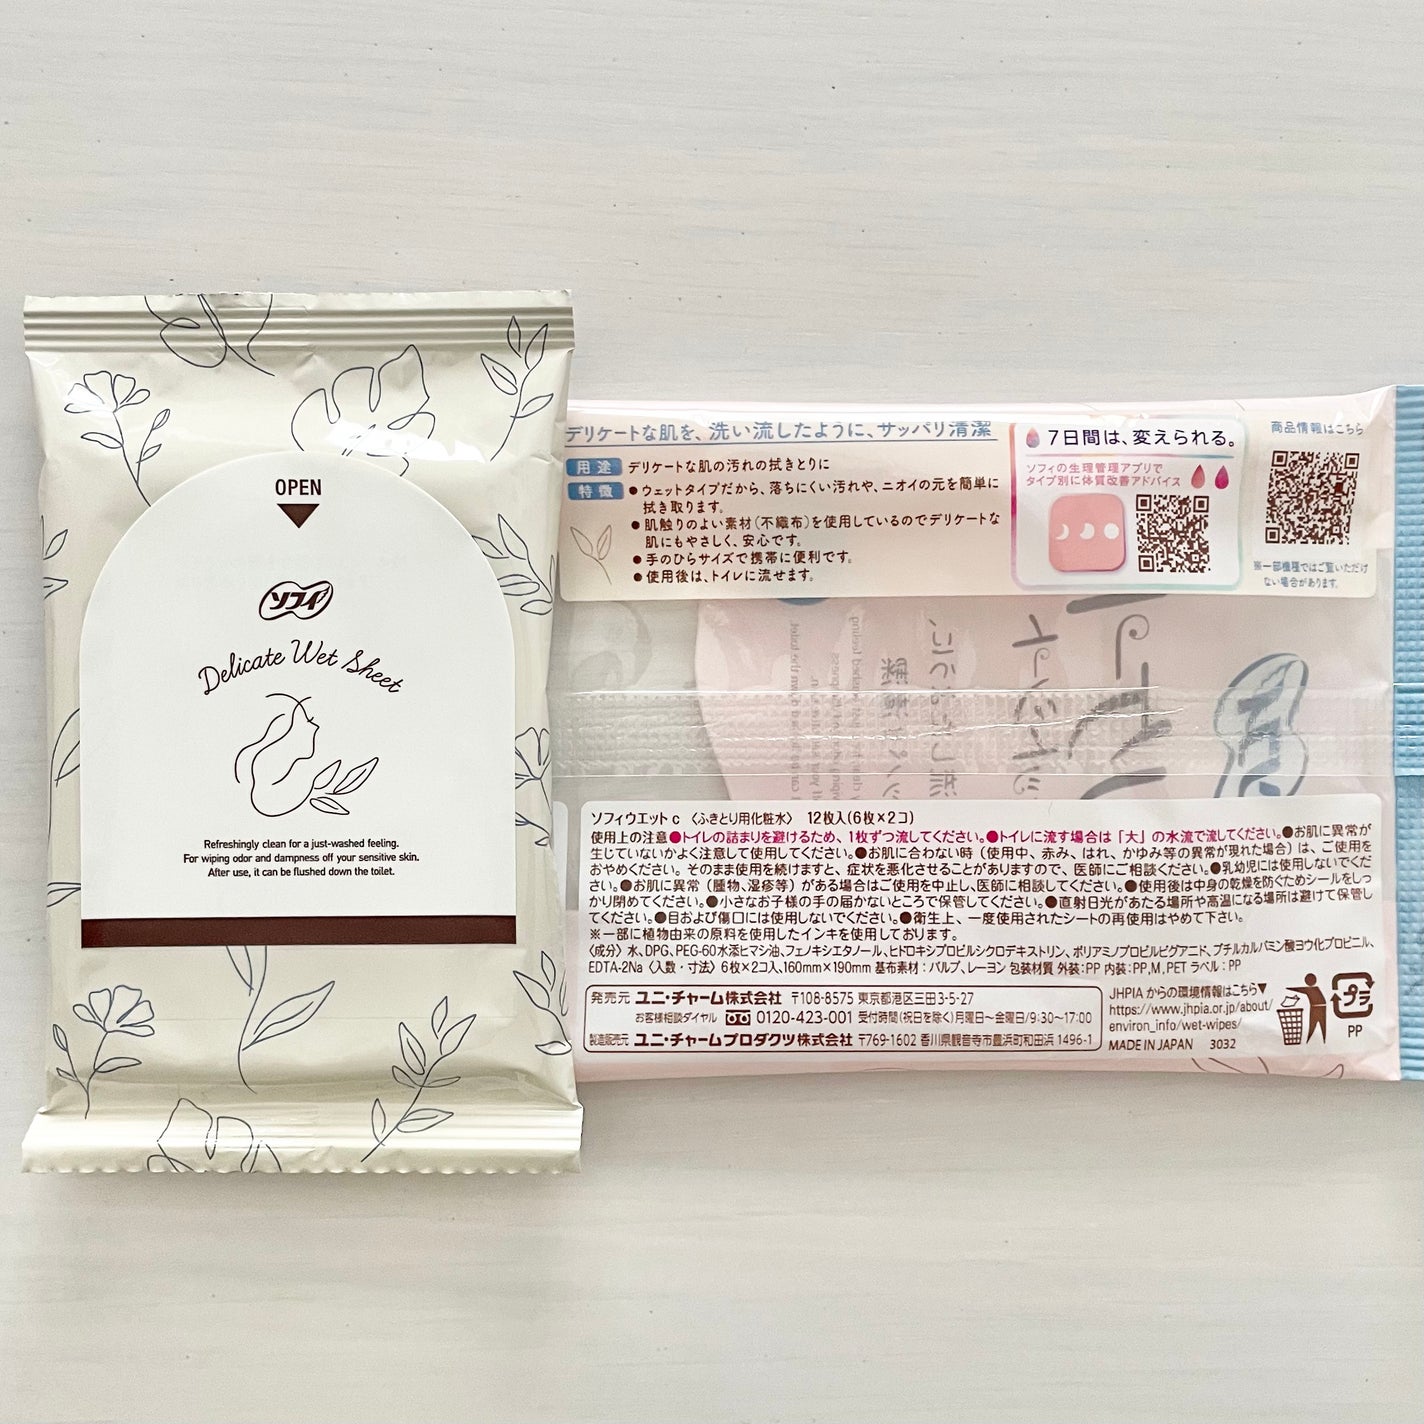 OPEN
ソフィ
Delicate Wet Sheet
Refreshingly clean for a just-washed feeling.
For wiping odor and dampness off your sensitive skin.
After use, it can be flushed down the toilet.
デリケートな肌を、洗い流したように、サッパリ清潔
用途 デリケートな肌の汚れの拭きとりに
特徴 ●ウェットタイプだから、落ちにくい汚れや、ニオイの元を簡単に
拭き取ります。
●肌触りのよい素材(不織布)を使用しているのでデリケートな
肌にもやさしく、安心です。
●手のひらサイズで携帯に便利です。
●使用後は、トイレに流せます。
7日間は、変えられる。
ソフィの生理管理アプリで
タイプ別に体質改善アドバイス
商品情報はこちら
※一部機種ではご覧いただけ
ない場合があります。
ソフィウエットc 〈ふきとり用化粧水〉 12枚入(6枚×2コ)
使用上の注意●トイレの詰まりを避けるため、1枚ずつ流してください。●トイレに流す場合は「大」の水流で流してください。●お肌に異常が
生じていないかよく注意して使用してください。●お肌に合わない時(使用中、赤み、はれ、かゆみ等の異常が現れた場合)は、ご使用を
おやめください。そのまま使用を続けますと、症状を悪化させることがありますので、医師にご相談ください。●乳幼児には使用しないでくだ
さい。●お肌に異常(腫物、湿疹等)がある場合はご使用を中止し、医師に相談してください。●使用後は中身の乾燥を防ぐためシールをしっ
かり閉めてください。●小さなお子様の手の届かないところで保管してください。●直射日光があたる場所や高温になる場所は避けて保管し
てください。●目および傷口には使用しないでください。●衛生上、一度使用されたシートの再使用はやめて下さい。
※一部に植物由来の原料を使用したインキを使用しております。
〈成分〉水、DPG、PEG-60水添ヒマシ油、フェノキシエタノール、ヒドロキシプロピルシクロデキストリン、ポリアミノプロピルビグアニド、ブチルカルバミン酸ヨウ化プロピニル、
EDTA-2Na〈入数・寸法〉6枚×2コ入、160mm×190mm 基布素材:パルプ、レーヨン 包装材質 外装:PP 内装:PP,M,PET ラベル:PP
発売元 ユニ・チャーム株式会社 〒108-8575 東京都港区三田3-5-27
お客様相談ダイヤル 0120-423-001 受付時間(祝日を除く)月曜日~金曜日/9:30~17:00
製造販売元 ユニ・チャームプロダクツ株式会社 〒769-1602 香川県観音寺市豊浜町和田浜 1496-1
JHPIA からの環境情報はこちら▼
https://www.jhpia.or.jp/about/
environ_info/wet-wipes/
MADE IN JAPAN 3032
プラ
PP